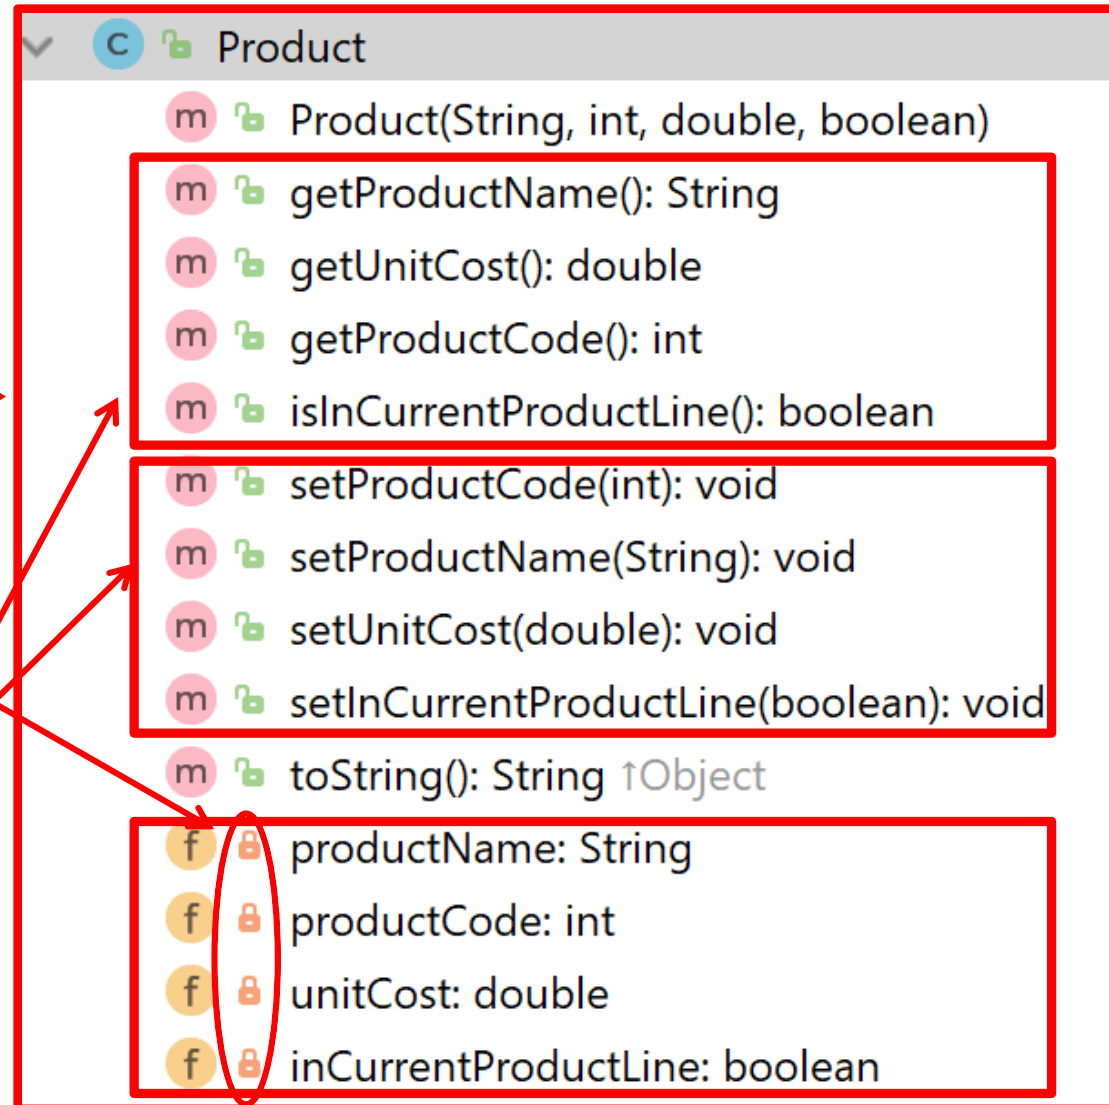 C Product
m Product(String, int, double, boolean)
m getProductName(): String
m getUnitCost(): double
m getProductCode(): int
m isInCurrentProductLine(): boolean
m setProductCode(int): void
m setProductName(String): void
m setUnitCost(double): void
m setInCurrentProductLine(boolean): void
m toString(): String ↑Object
f productName: String
f productCode: int
f unitCost: double
f inCurrentProductLine: boolean